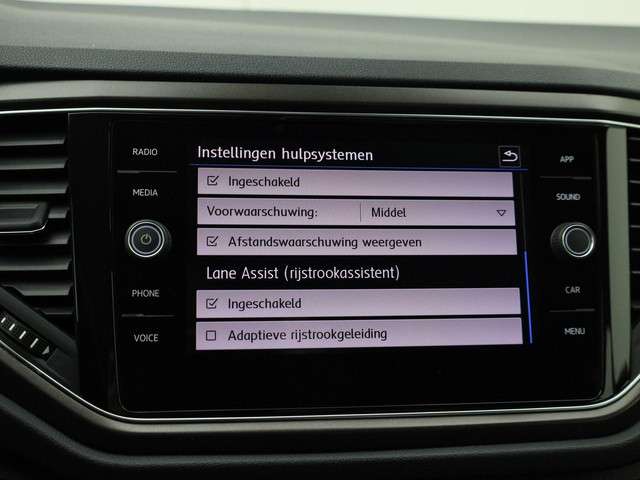 RADIO
MEDIA
PHONE
VOICE
Instellingen hulpsystemen
Ingeschakeld
Voorwaarschuwing: Middel
Afstandswaarschuwing weergeven
Lane Assist (rijstrookassistent)
Ingeschakeld
Adaptieve rijstrookgeleiding
APP
SOUND
CAR
MENU